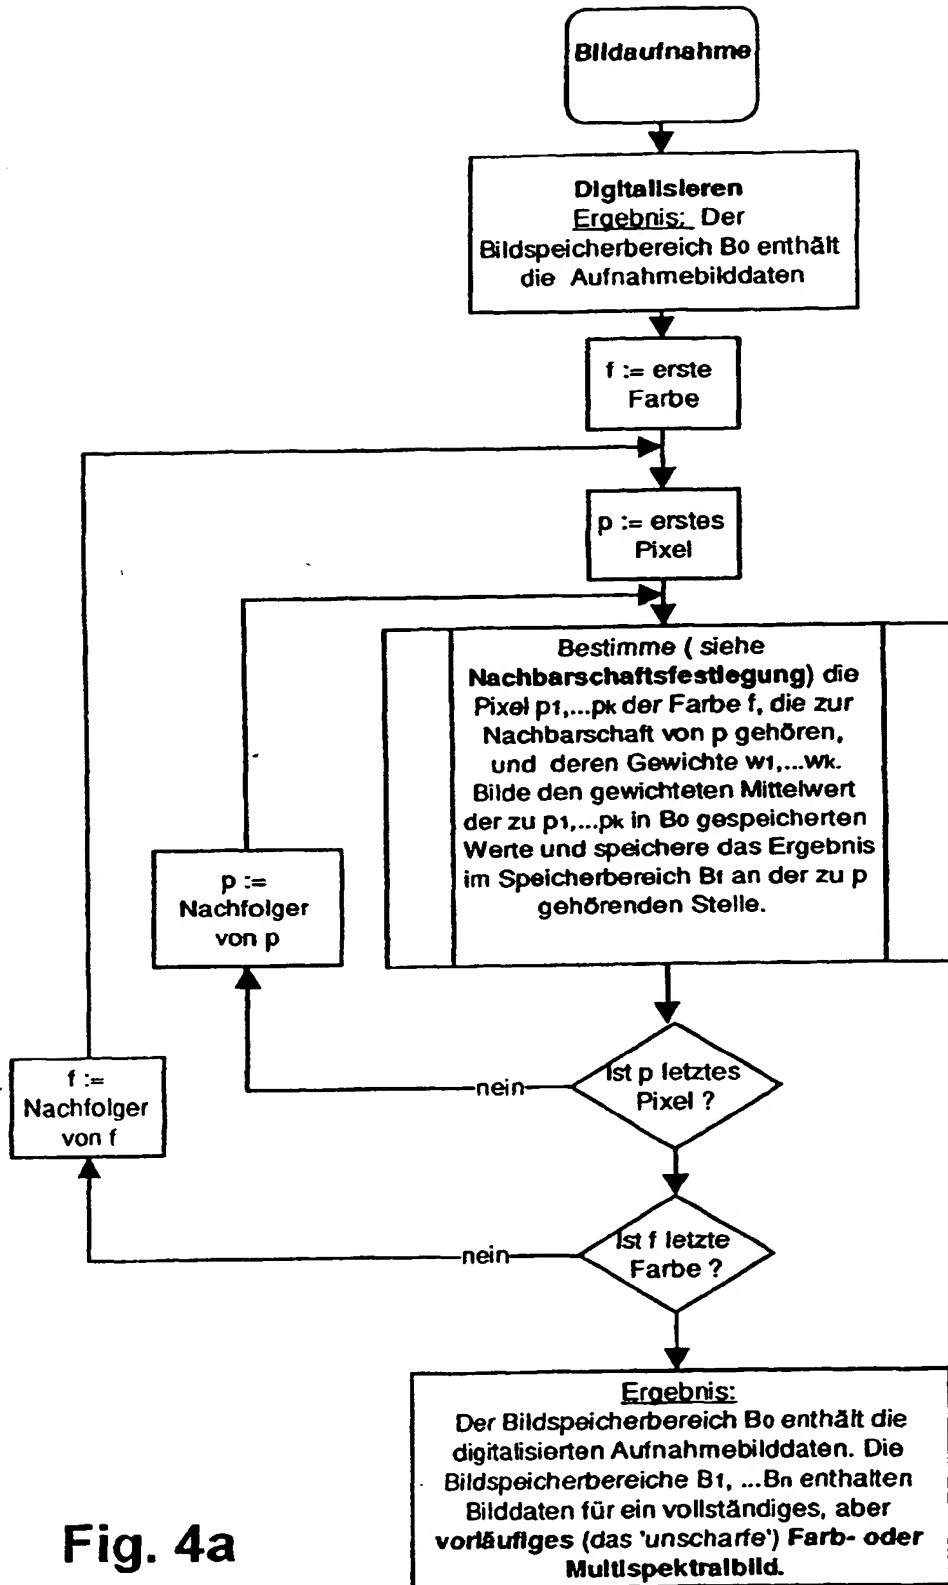 Bildaufnahme
Digitalisieren
Ergebnis: Der
Bildspeicherbereich B0 enthält
die Aufnahmebilddaten
f := erste
Farbe
p := erstes
Pixel
Bestimme ( siehe
Nachbarschaftsfestlegung) die
Pixel p1,...pk der Farbe f, die zur
Nachbarschaft von p gehören,
und deren Gewichte w1,...wk.
Bilde den gewichteten Mittelwert
der zu p1,...pk in B0 gespeicherten
Werte und speichere das Ergebnis
im Speicherbereich Bf an der zu p
gehörenden Stelle.
p :=
Nachfolger
von p
Ist p letztes
Pixel ?
nein
f :=
Nachfolger
von f
Ist f letzte
Farbe ?
nein
Ergebnis:
Der Bildspeicherbereich B0 enthält die
digitalisierten Aufnahmebilddaten. Die
Bildspeicherbereiche B1, ...Bn enthalten
Bilddaten für ein vollständiges, aber
vorläufiges (das 'unscharfe') Farb- oder
Multispektralbild.
Fig. 4a